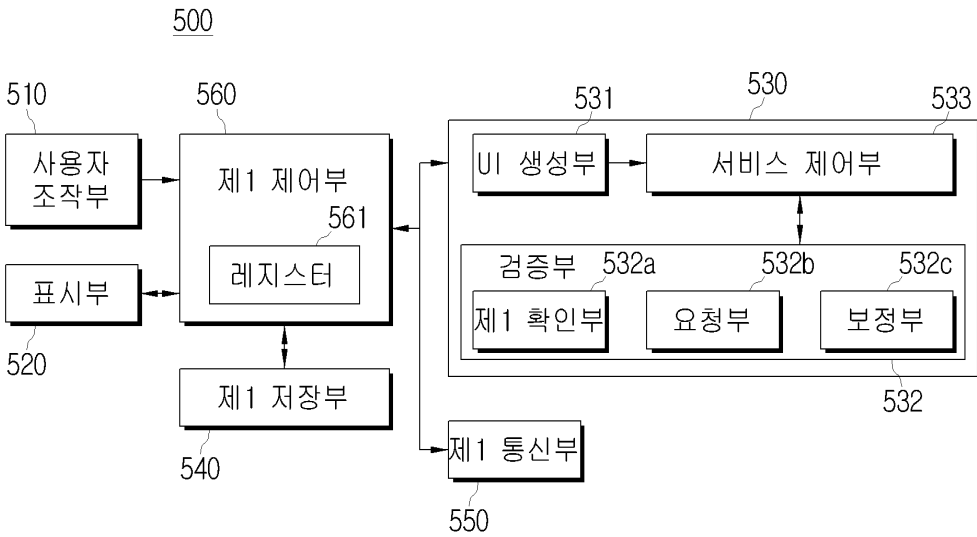 500
510
560
531
530
533
사용자
조작부
제1 제어부
UI 생성부
서비스 제어부
561
레지스터
검증부
532a
532b
532c
표시부
제1 확인부
요청부
보정부
520
제1 저장부
532
540
제1 통신부
550